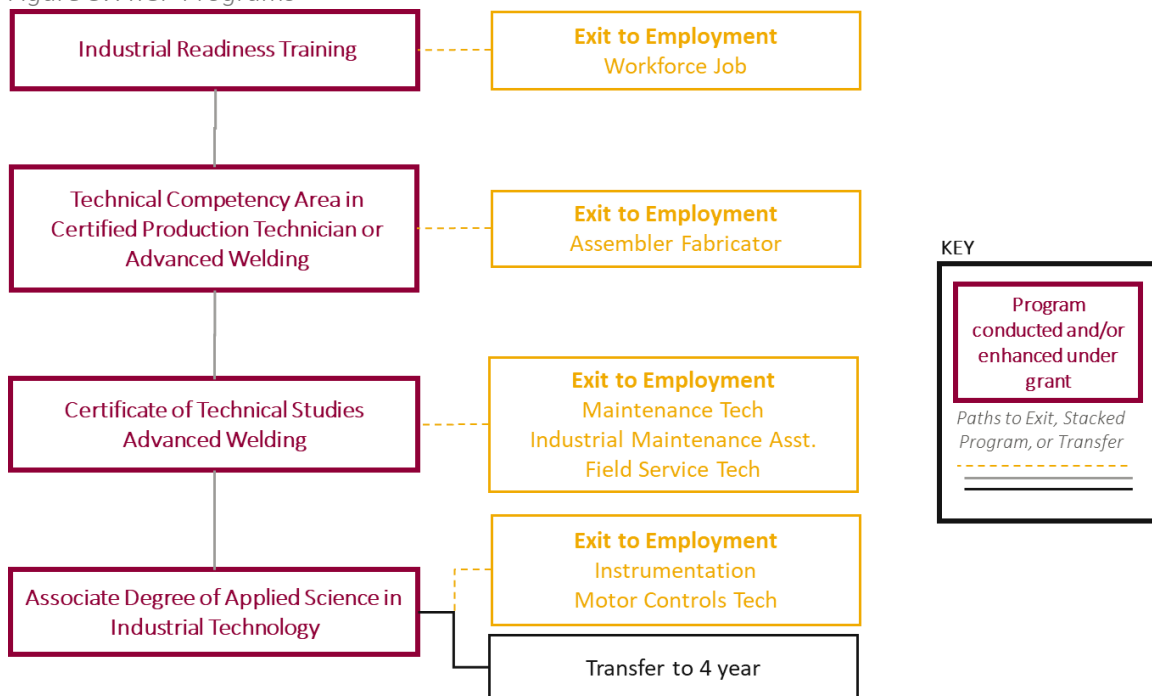 Industrial Readiness Training
Exit to Employment
Workforce Job
Technical Competency Area in
Certified Production Technician or
Advanced Welding
Exit to Employment
Assembler Fabricator
Certificate of Technical Studies
Advanced Welding
Exit to Employment
Maintenance Tech
Industrial Maintenance Asst.
Field Service Tech
Associate Degree of Applied Science in
Industrial Technology
Exit to Employment
Instrumentation
Motor Controls Tech
Transfer to 4 year
KEY
Program
conducted and/or
enhanced under
grant
Paths to Exit, Stacked
Program, or Transfer